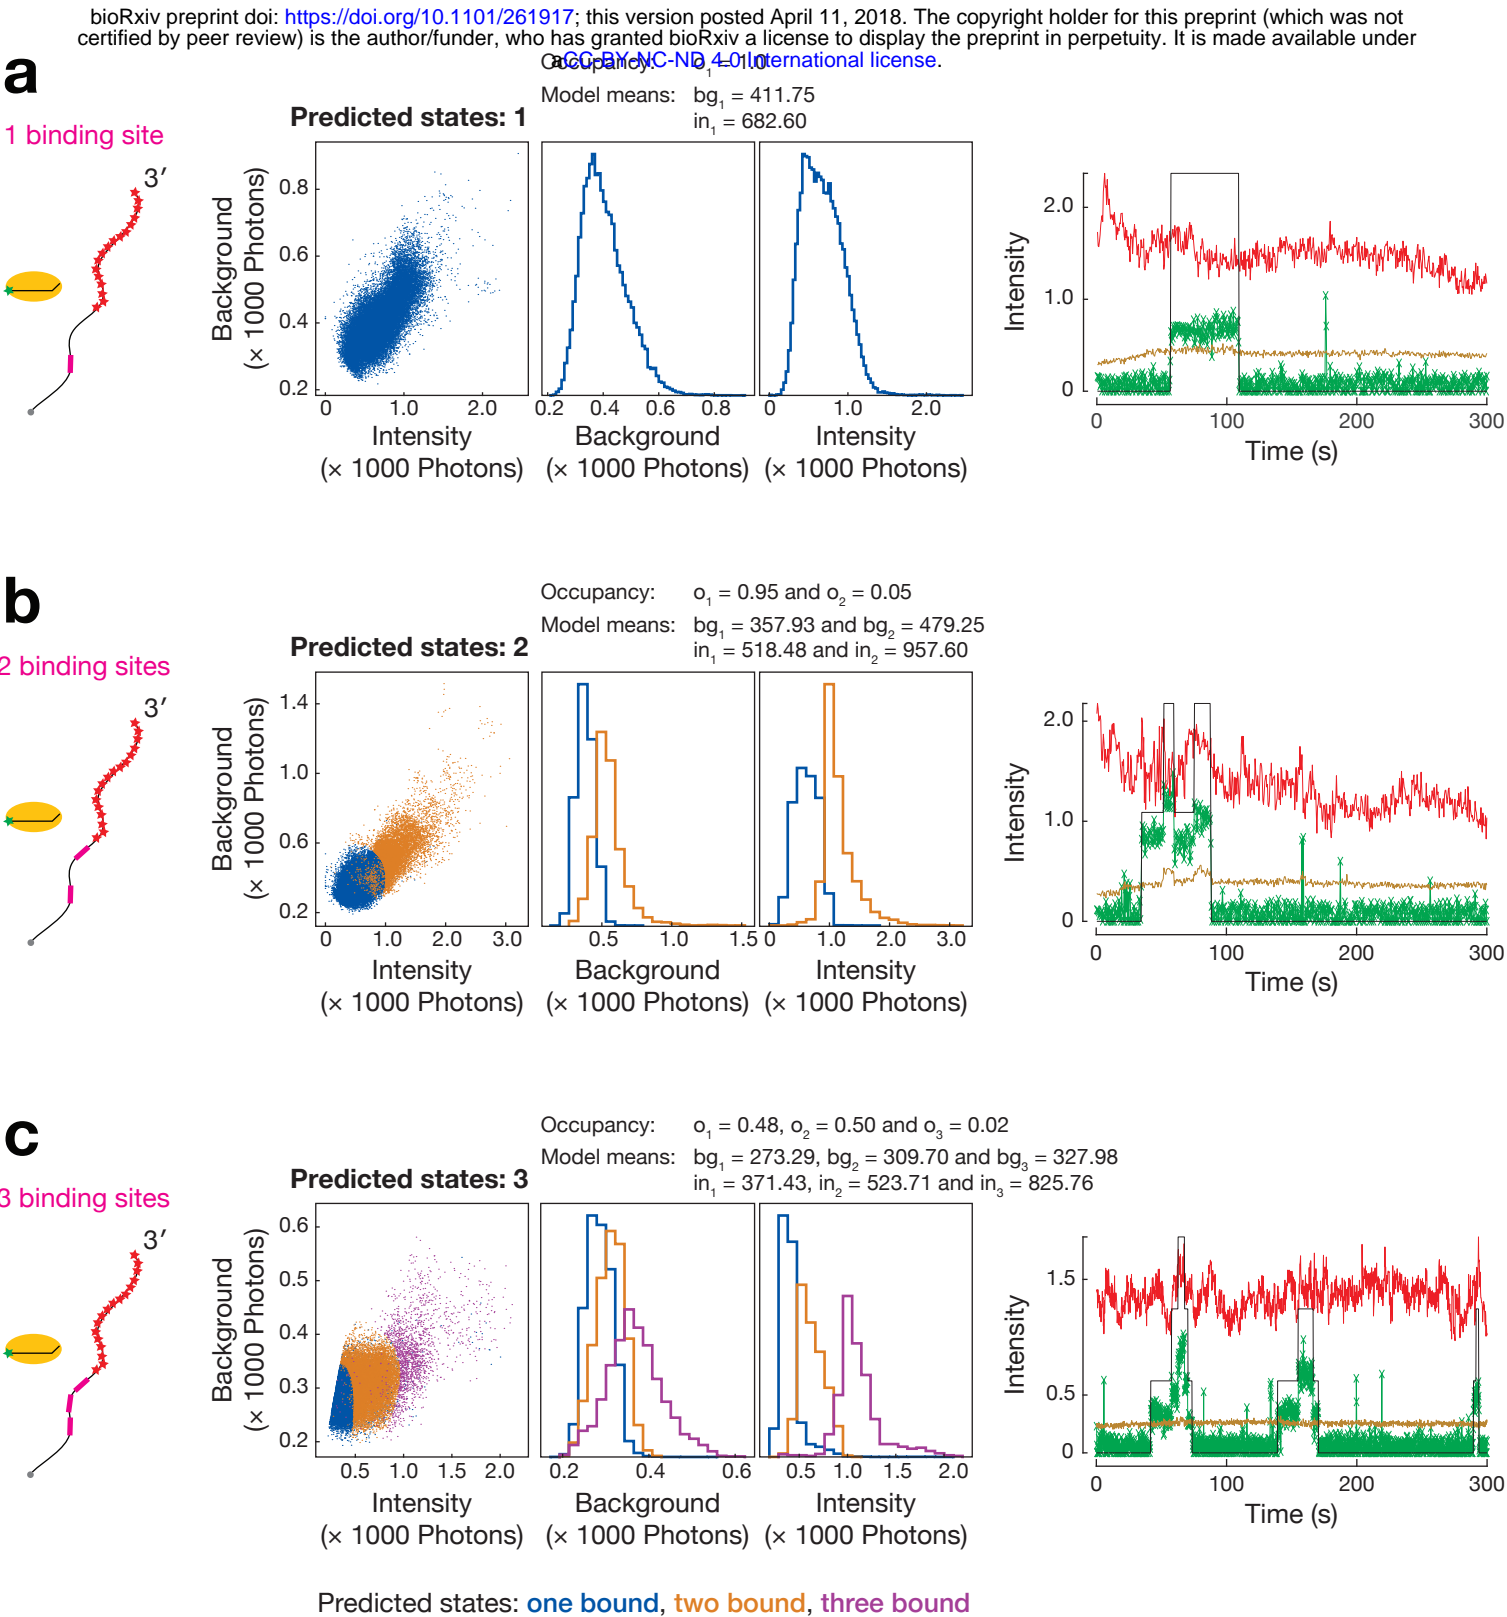 bioRxiv preprint doi: https://doi.org/10.1101/261917; this version posted April 11, 2018. The copyright holder for this preprint (which was not
certified by peer review) is the author/funder, who has granted bioRxiv a license to display the preprint in perpetuity. It is made available under
aCC-BY-NC-ND 4.0 International license.
a
Occupancy: o1 = 1.0
Model means: bg1 = 411.75
in1 = 682.60
Predicted states: 1
1 binding site
3′
Background
(× 1000 Photons)
0.8
0.6
0.4
0.2
0 1.0 2.0
Intensity
(× 1000 Photons)
0.2 0.4 0.6 0.8
Background
(× 1000 Photons)
0 1.0 2.0
Intensity
(× 1000 Photons)
Intensity
2.0
1.0
0
0 100 200 300
Time (s)
b
Occupancy: o1 = 0.95 and o2 = 0.05
Model means: bg1 = 357.93 and bg2 = 479.25
in1 = 518.48 and in2 = 957.60
Predicted states: 2
2 binding sites
3′
Background
(× 1000 Photons)
1.4
1.0
0.6
0.2
0 1.0 2.0 3.0
Intensity
(× 1000 Photons)
0.5 1.0 1.5
Background
(× 1000 Photons)
0 1.0 2.0 3.0
Intensity
(× 1000 Photons)
Intensity
2.0
1.0
0
0 100 200 300
Time (s)
c
Occupancy: o1 = 0.48, o2 = 0.50 and o3 = 0.02
Model means: bg1 = 273.29, bg2 = 309.70 and bg3 = 327.98
in1 = 371.43, in2 = 523.71 and in3 = 825.76
Predicted states: 3
3 binding sites
3′
Background
(× 1000 Photons)
0.6
0.5
0.4
0.3
0.2
0.5 1.0 1.5 2.0
Intensity
(× 1000 Photons)
0.2 0.4 0.6
Background
(× 1000 Photons)
0.5 1.0 1.5 2.0
Intensity
(× 1000 Photons)
Intensity
1.5
0.5
0
0 100 200 300
Time (s)
Predicted states: one bound, two bound, three bound